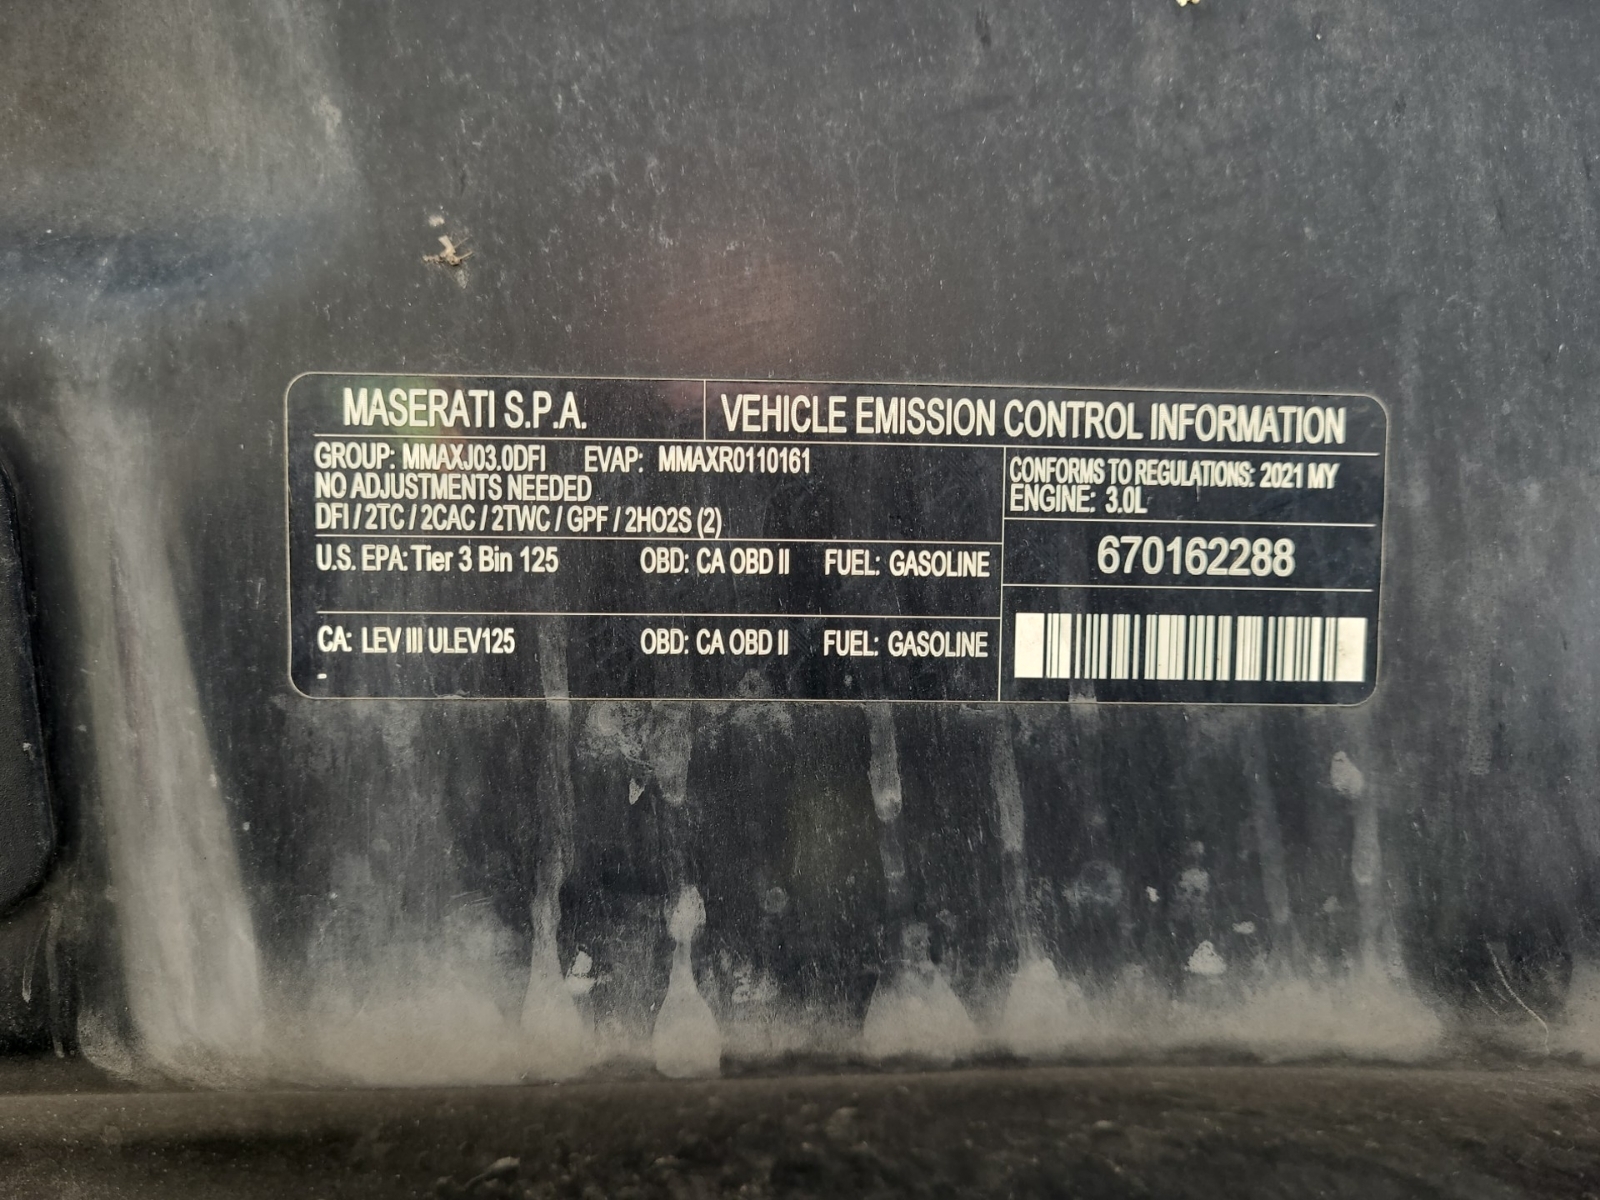 MASERATI S.P.A.
VEHICLE EMISSION CONTROL INFORMATION
GROUP: MMAXJ03.0DFI EVAP: MMAXR0110161
NO ADJUSTMENTS NEEDED
DFI / 2TC / 2CAC / 2TWC / GPF / 2HO2S (2)
CONFORMS TO REGULATIONS: 2021 MY
ENGINE: 3.0L
U.S. EPA: Tier 3 Bin 125 OBD: CA OBD II FUEL: GASOLINE
670162288
CA: LEV III ULEV125 OBD: CA OBD II FUEL: GASOLINE